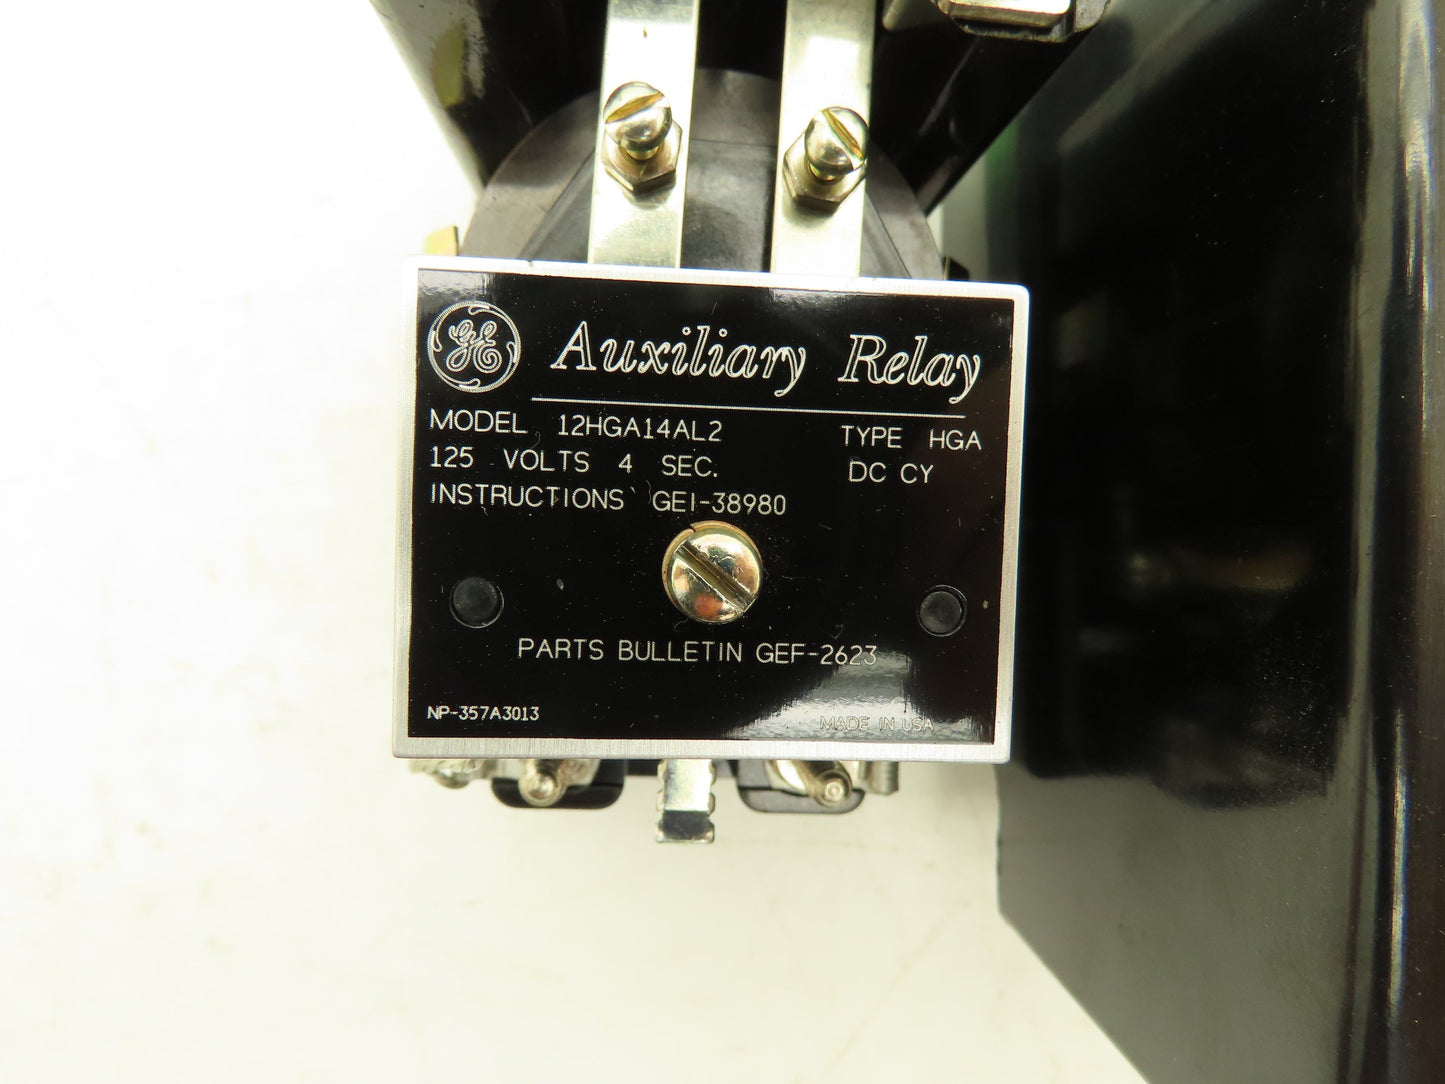 GE Auxiliary Relay
MODEL 12HGA14AL2 TYPE HGA
125 VOLTS 4 SEC. DC CY
INSTRUCTIONS GEI-38980
PARTS BULLETIN GEF-2623
NP-357A3013 MADE IN USA